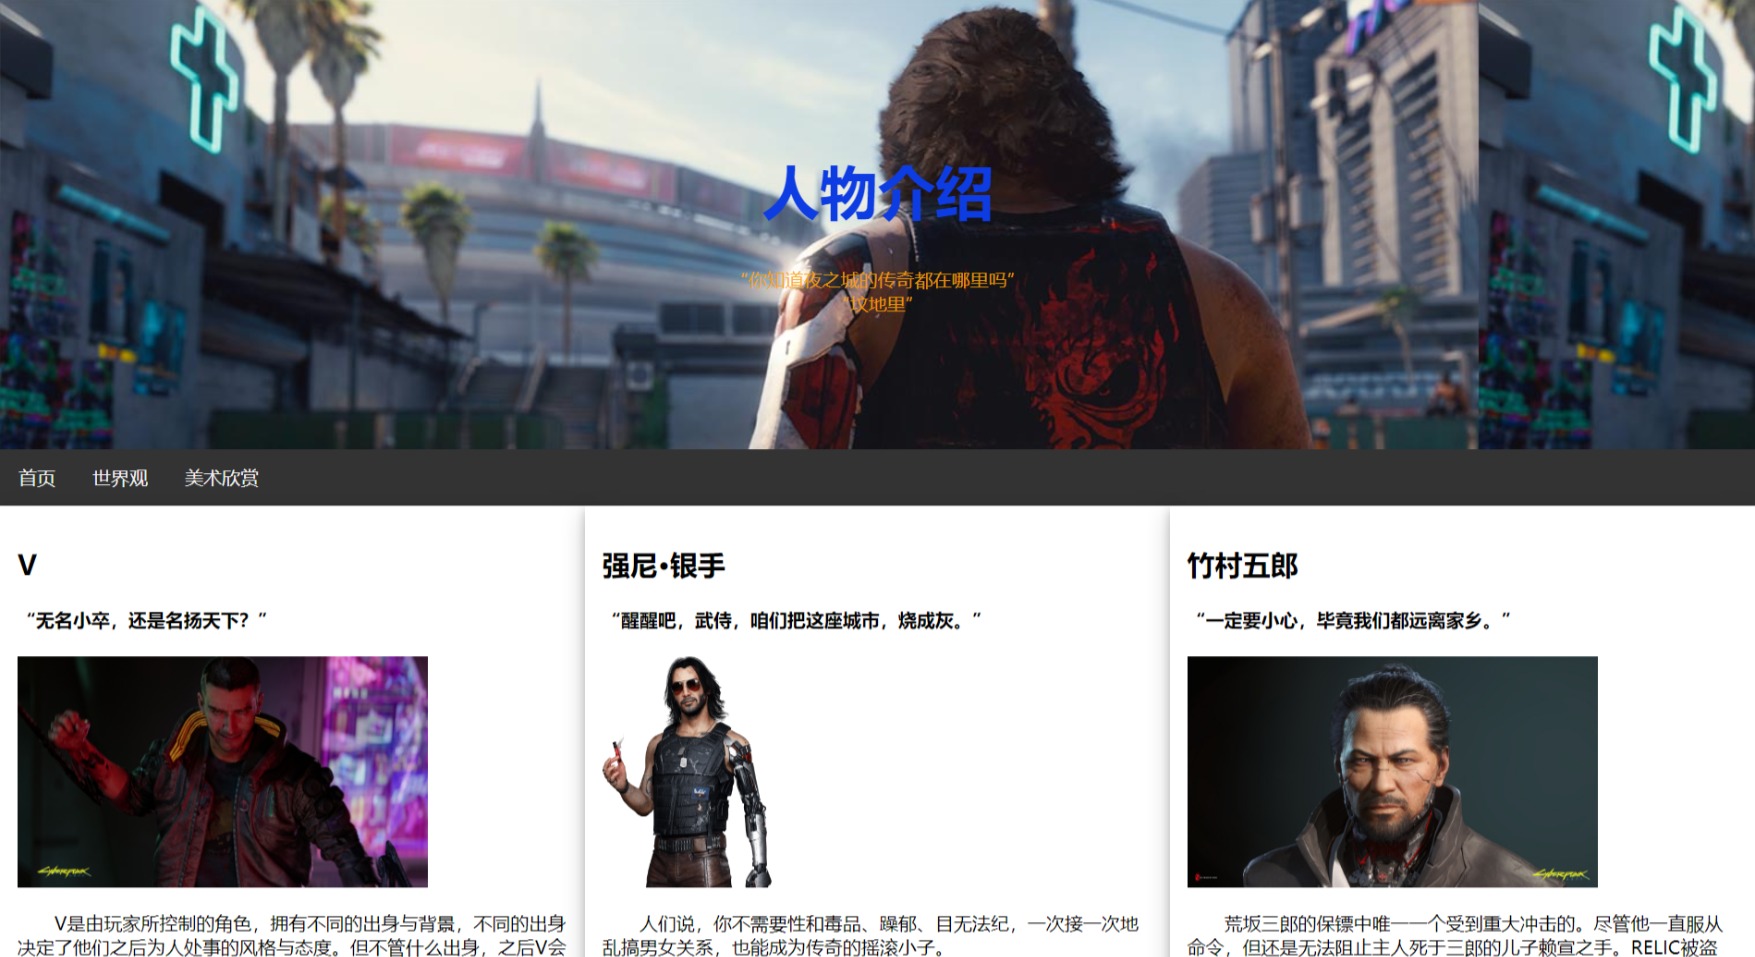 人物介绍
“你知道夜之城的传奇都在哪里吗”
“坟地里”
首页 世界观 美术欣赏
V
“无名小卒，还是名扬天下？”
V是由玩家所控制的角色，拥有不同的出身与背景，不同的出身
决定了他们之后为人处事的风格与态度。但不管什么出身，之后V会
强尼·银手
“醒醒吧，武侍，咱们把这座城市，烧成灰。”
人们说，你不需要性和毒品、躁郁、目无法纪，一次接一次地
乱搞男女关系，也能成为传奇的摇滚小子。
竹村五郎
“一定要小心，毕竟我们都远离家乡。”
荒坂三郎的保镖中唯一一个受到重大冲击的。尽管他一直服从
命令，但还是无法阻止主人死于三郎的儿子赖宣之手。RELIC被盗